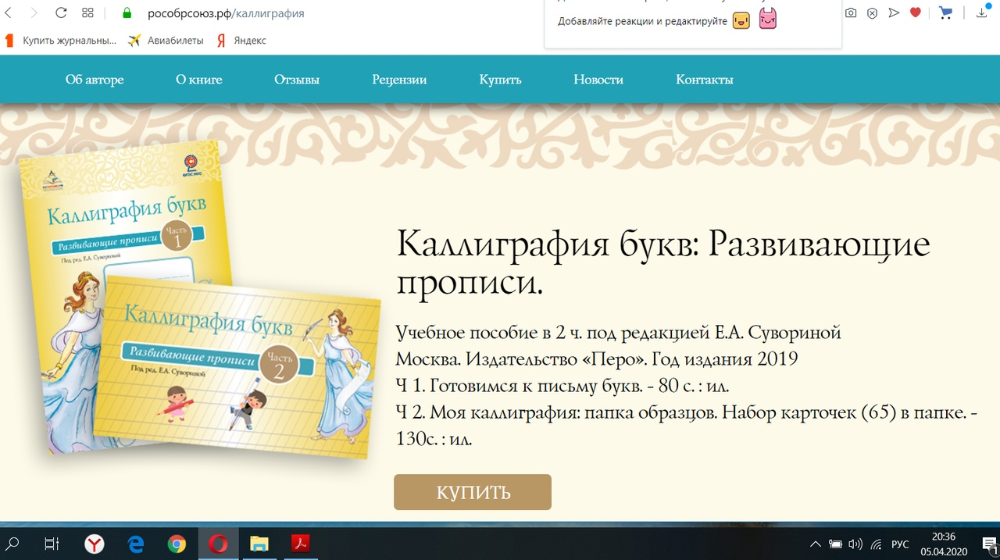 рособрсоюз.рф/каллиграфия
Добавляйте реакции и редактируйте
Купить журнальны... Авиабилеты Яндекс
Об авторе О книге Отзывы Рецензии Купить Новости Контакты
ФГОС НОО
Каллиграфия букв
Развивающие прописи
Часть 1
Под ред. Е.А. Сувориной
Каллиграфия букв
Развивающие прописи
Часть 2
Под ред. Е.А. Сувориной
Каллиграфия букв: Развивающие
прописи.
Учебное пособие в 2 ч. под редакцией Е.А. Сувориной
Москва. Издательство «Перо». Год издания 2019
Ч 1. Готовимся к письму букв. - 80 с. : ил.
Ч 2. Моя каллиграфия: папка образцов. Набор карточек (65) в папке. -
130с. : ил.
КУПИТЬ
РУС
20:36
05.04.2020
1